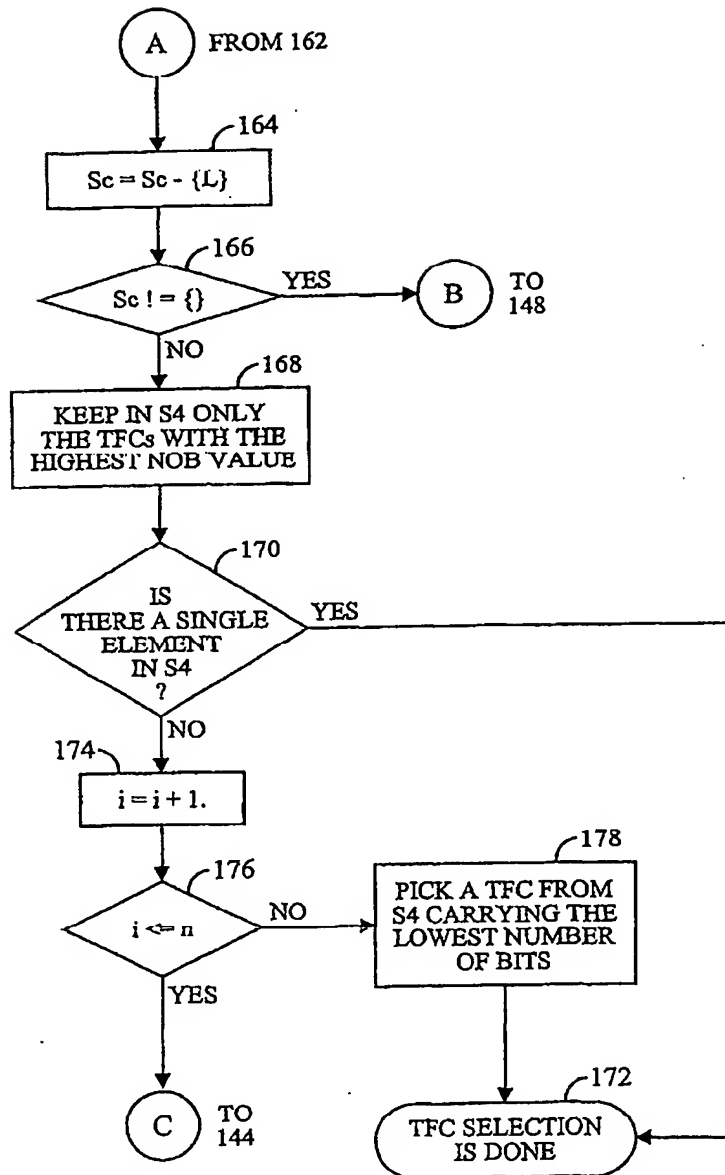 A
FROM 162
164
Sc = Sc - {L}
166
Sc ! = {}
YES
B
TO
148
NO
168
KEEP IN S4 ONLY
THE TFCs WITH THE
HIGHEST NOB VALUE
170
IS
THERE A SINGLE
ELEMENT
IN S4
?
YES
NO
174
i = i + 1.
176
i <= n
NO
178
PICK A TFC FROM
S4 CARRYING THE
LOWEST NUMBER
OF BITS
YES
C
TO
144
172
TFC SELECTION
IS DONE